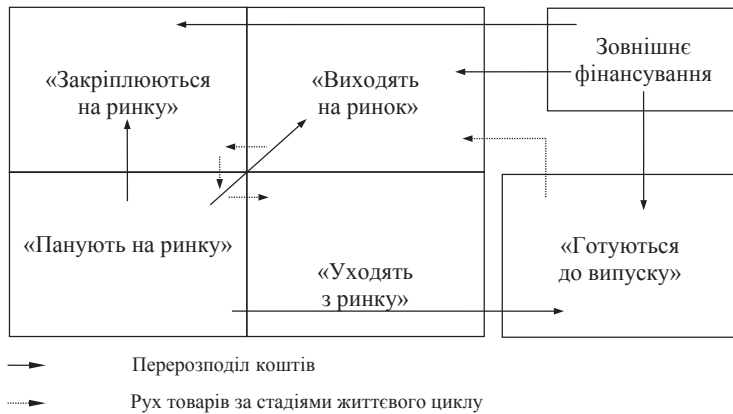 «Закріплюються
на ринку»
«Виходять
на ринок»
Зовнішнє
фінансування
«Панують на ринку»
«Уходять
з ринку»
«Готуються
до випуску»
Перерозподіл коштів
Рух товарів за стадіями життєвого циклу